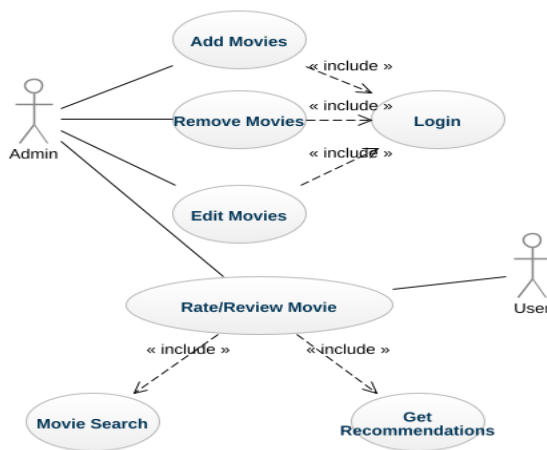 Add Movies
« include »
Remove Movies
« include »
Login
Admin
« include »
Edit Movies
Rate/Review Movie
User
« include »
« include »
Movie Search
Get
Recommendations